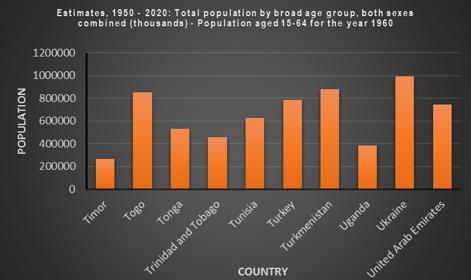 Estimates, 1950 - 2020: Total population by broad age group, both sexes
combined (thousands) - Population aged 15-64 for the year 1960
1200000
1000000
800000
600000
400000
200000
0
POPULATION
Timor
Togo
Tonga
Trinidad and Tobago
Tunisia
Turkey
Turkmenistan
Uganda
Ukraine
United Arab Emirates
COUNTRY